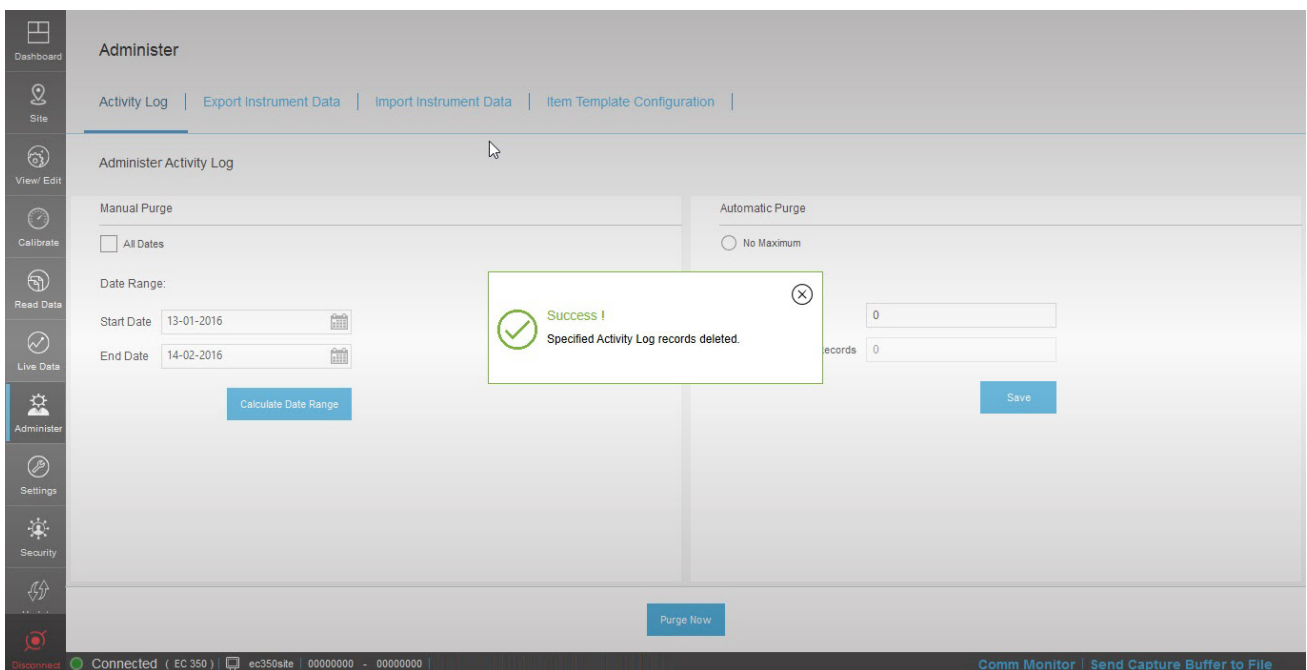 Dashboard
Site
View/ Edit
Calibrate
Read Data
Live Data
Administer
Settings
Security
Disconnect
Administer
Activity Log | Export Instrument Data | Import Instrument Data | Item Template Configuration |
Administer Activity Log
Manual Purge
All Dates
Date Range:
Start Date 13-01-2016
End Date 14-02-2016
Calculate Date Range
Automatic Purge
No Maximum
0
0
Save
Success !
Specified Activity Log records deleted.
Purge Now
Connected ( EC 350 ) | ec350site | 00000000 - 00000000 |
Comm Monitor | Send Capture Buffer to File